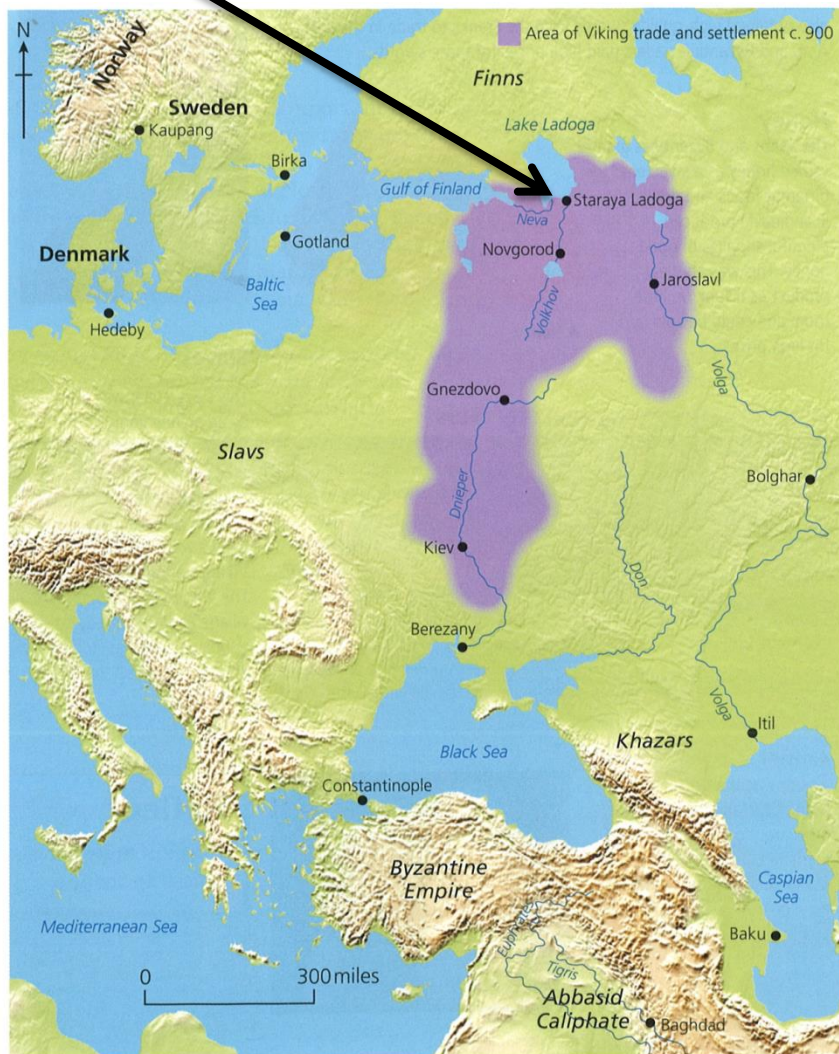 N
Area of Viking trade and settlement c. 900
Norway
Finns
Sweden
Kaupang
Lake Ladoga
Birka
Gulf of Finland
Staraya Ladoga
Neva
Gotland
Novgorod
Denmark
Jaroslavl
Baltic
Sea
Volkhov
Hedeby
Volga
Gnezdovo
Slavs
Bolghar
Dnieper
Kiev
Don
Berezany
Volga
Itil
Khazars
Black Sea
Constantinople
Byzantine
Empire
Caspian
Sea
Euphrates
Mediterranean Sea
Baku
Tigris
0 300 miles
Abbasid
Caliphate
Baghdad